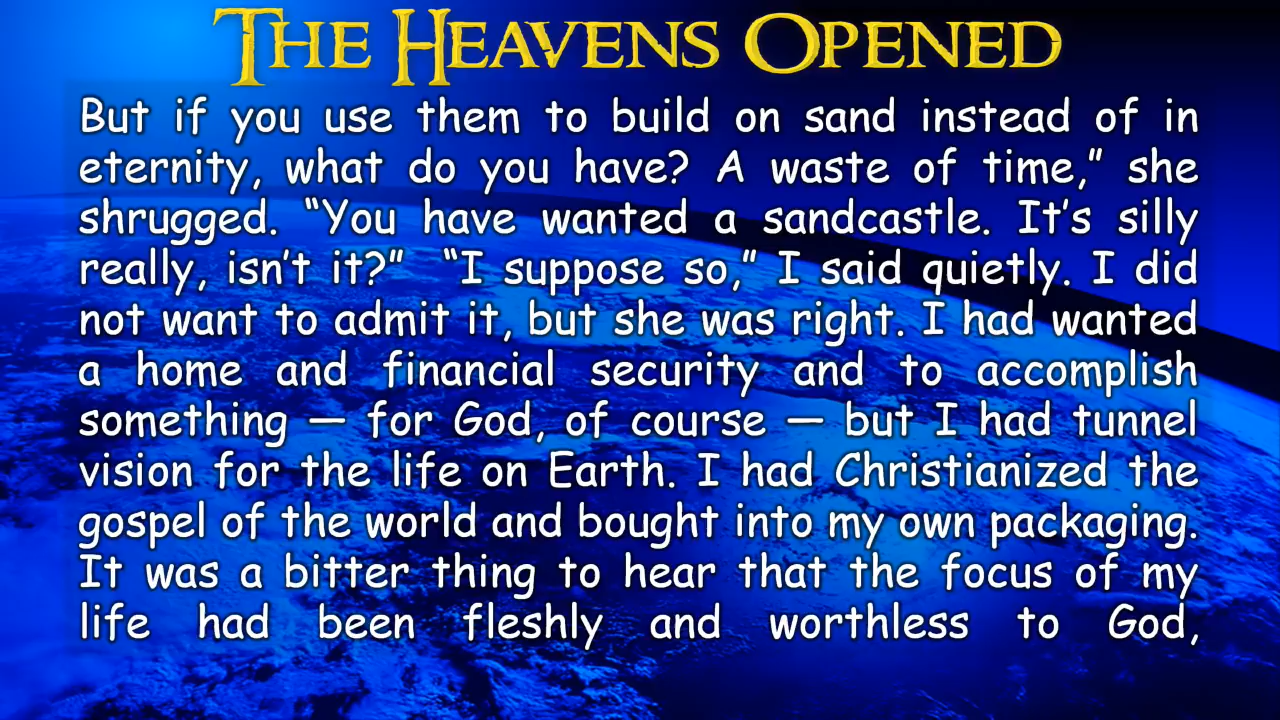 THE HEAVENS OPENED
But if you use them to build on sand instead of in
eternity, what do you have? A waste of time,” she
shrugged. “You have wanted a sandcastle. It’s silly
really, isn’t it?” “I suppose so,” I said quietly. I did
not want to admit it, but she was right. I had wanted
a home and financial security and to accomplish
something — for God, of course — but I had tunnel
vision for the life on Earth. I had Christianized the
gospel of the world and bought into my own packaging.
It was a bitter thing to hear that the focus of my
life had been fleshly and worthless to God,